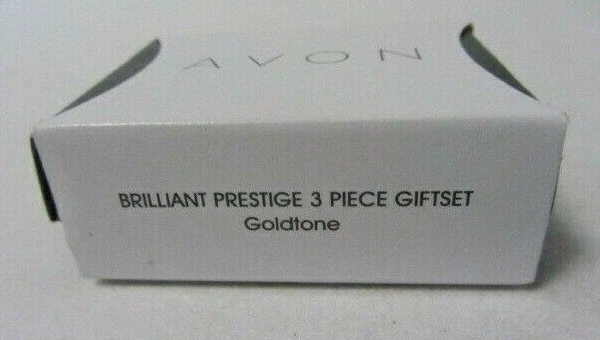 AVON
BRILLIANT PRESTIGE 3 PIECE GIFTSET
Goldtone